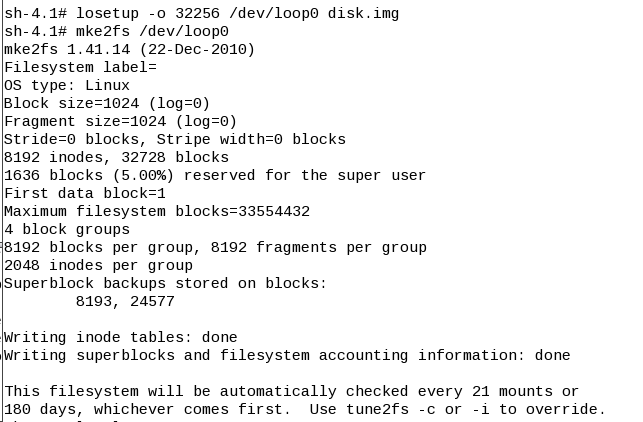 sh-4.1# losetup -o 32256 /dev/loop0 disk.img
sh-4.1# mke2fs /dev/loop0
mke2fs 1.41.14 (22-Dec-2010)
Filesystem label=
OS type: Linux
Block size=1024 (log=0)
Fragment size=1024 (log=0)
Stride=0 blocks, Stripe width=0 blocks
8192 inodes, 32728 blocks
1636 blocks (5.00%) reserved for the super user
First data block=1
Maximum filesystem blocks=33554432
4 block groups
8192 blocks per group, 8192 fragments per group
2048 inodes per group
Superblock backups stored on blocks:
        8193, 24577

Writing inode tables: done
Writing superblocks and filesystem accounting information: done

This filesystem will be automatically checked every 21 mounts or
180 days, whichever comes first.  Use tune2fs -c or -i to override.